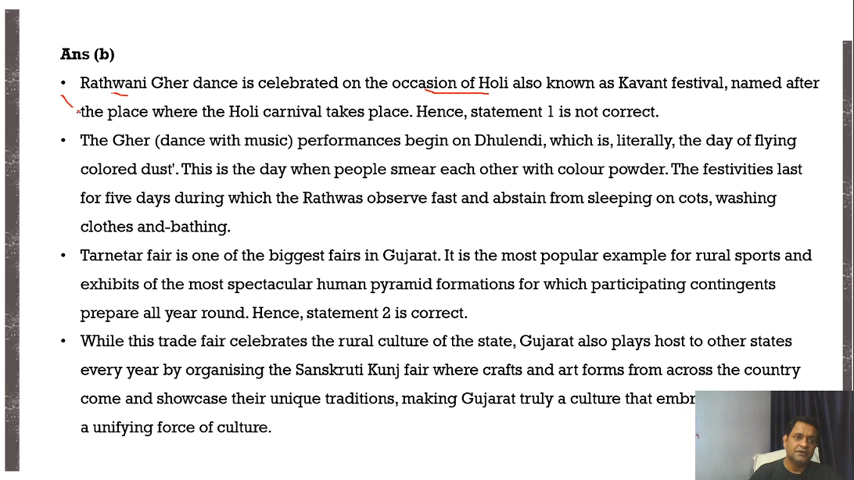 Ans (b)
• Rathwani Gher dance is celebrated on the occasion of Holi also known as Kavant festival, named after
the place where the Holi carnival takes place. Hence, statement 1 is not correct.
• The Gher (dance with music) performances begin on Dhulendi, which is, literally, the day of flying
colored dust'. This is the day when people smear each other with colour powder. The festivities last
for five days during which the Rathwas observe fast and abstain from sleeping on cots, washing
clothes and-bathing.
• Tarnetar fair is one of the biggest fairs in Gujarat. It is the most popular example for rural sports and
exhibits of the most spectacular human pyramid formations for which participating contingents
prepare all year round. Hence, statement 2 is correct.
• While this trade fair celebrates the rural culture of the state, Gujarat also plays host to other states
every year by organising the Sanskruti Kunj fair where crafts and art forms from across the country
come and showcase their unique traditions, making Gujarat truly a culture that
a unifying force of culture.